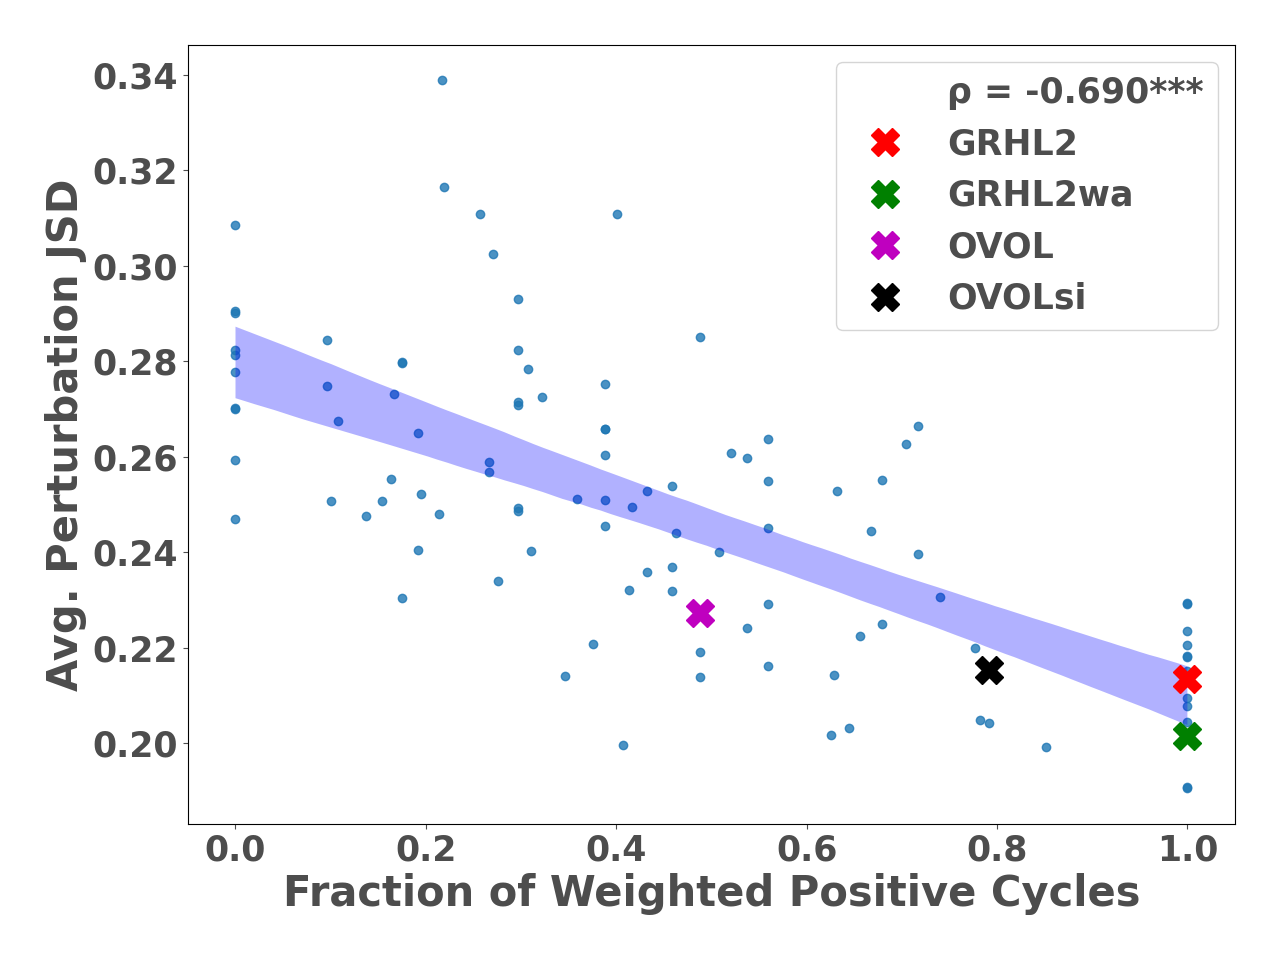 ρ = -0.690***
GRHL2
GRHL2wa
OVOL
OVOLsi
Avg. Perturbation JSD
0.34
0.32
0.30
0.28
0.26
0.24
0.22
0.20
0.0 0.2 0.4 0.6 0.8 1.0
Fraction of Weighted Positive Cycles